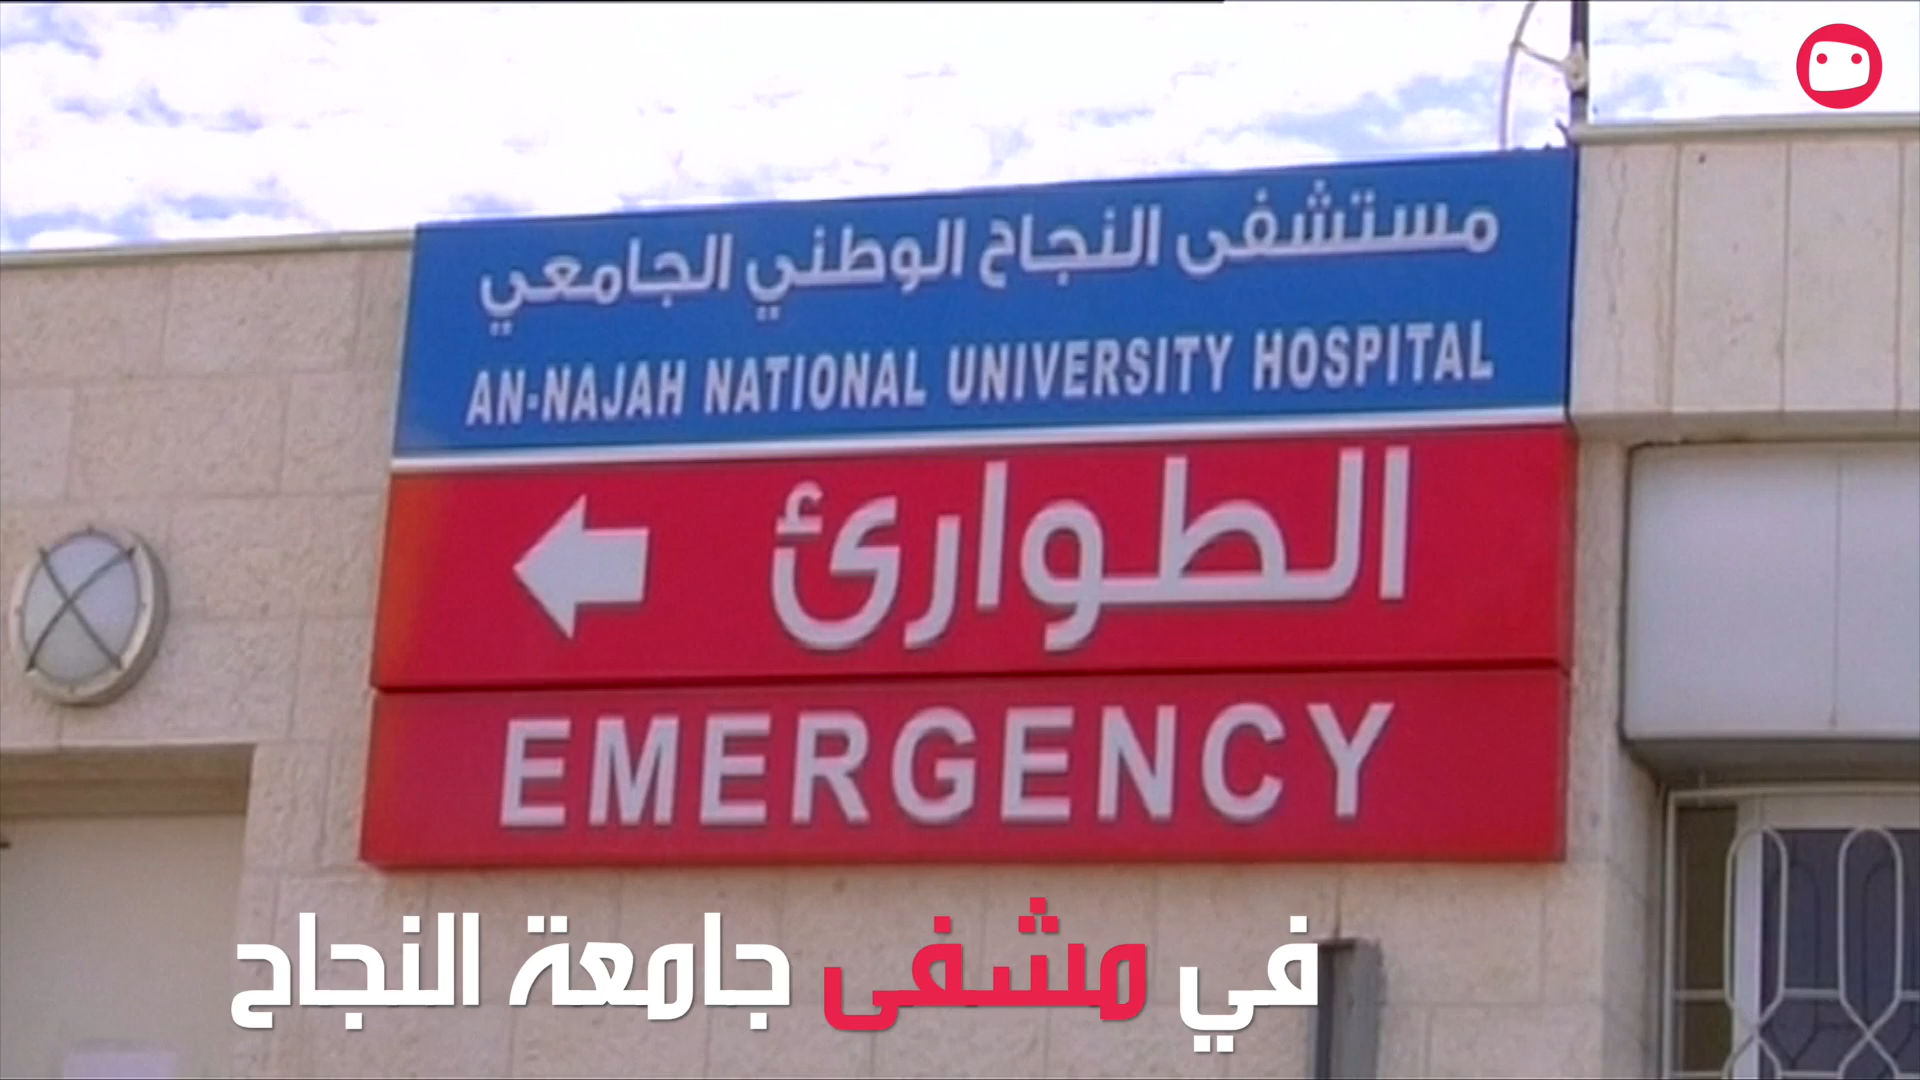 مستشفى النجاح الوطني الجامعي
AN-NAJAH NATIONAL UNIVERSITY HOSPITAL
الطوارئ
EMERGENCY
في مشفى جامعة النجاح